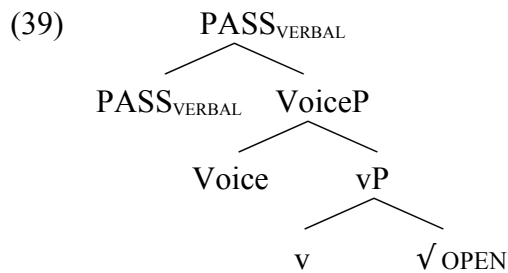 (39) PASSVERBAL
PASSVERBAL VoiceP
Voice vP
v √ OPEN